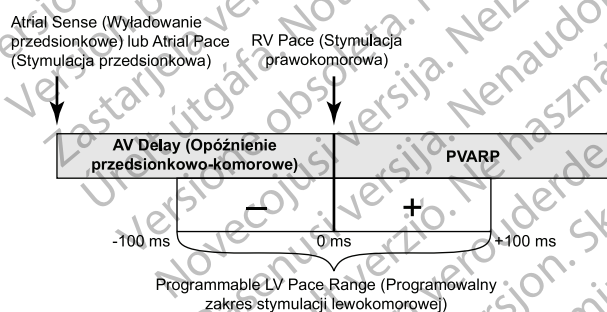 Atrial Sense (Wyładowanie
przedsionkowe) lub Atrial Pace
(Stymulacja przedsionkowa)
RV Pace (Stymulacja
prawokomorowa)
AV Delay (Opóźnienie
przedsionkowo-komorowe)
PVARP
− +
-100 ms 0 ms +100 ms
Programmable LV Pace Range (Programowalny
zakres stymulacji lewokomorowej)